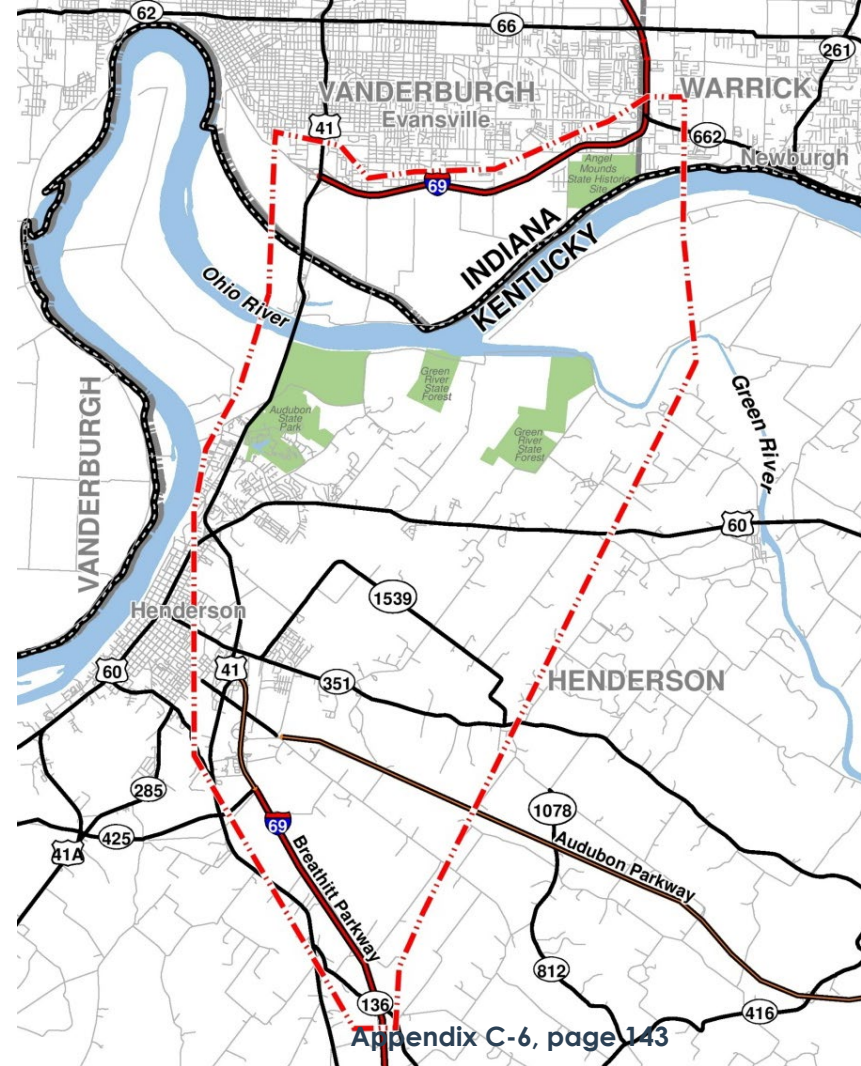 62
66
261
VANDERBURGH
Evansville
WARRICK
41
662
Newburgh
69
Angel
Mounds
State Historic
Site
INDIANA
KENTUCKY
Ohio River
Green
River
State
Forest
Audubon
State
Park
Green
River
State
Forest
Green River
VANDERBURGH
60
1539
Henderson
60
41
351
HENDERSON
285
1078
69
425
41A
Breathitt Parkway
Audubon Parkway
812
136
416
Appendix C-6, page 143